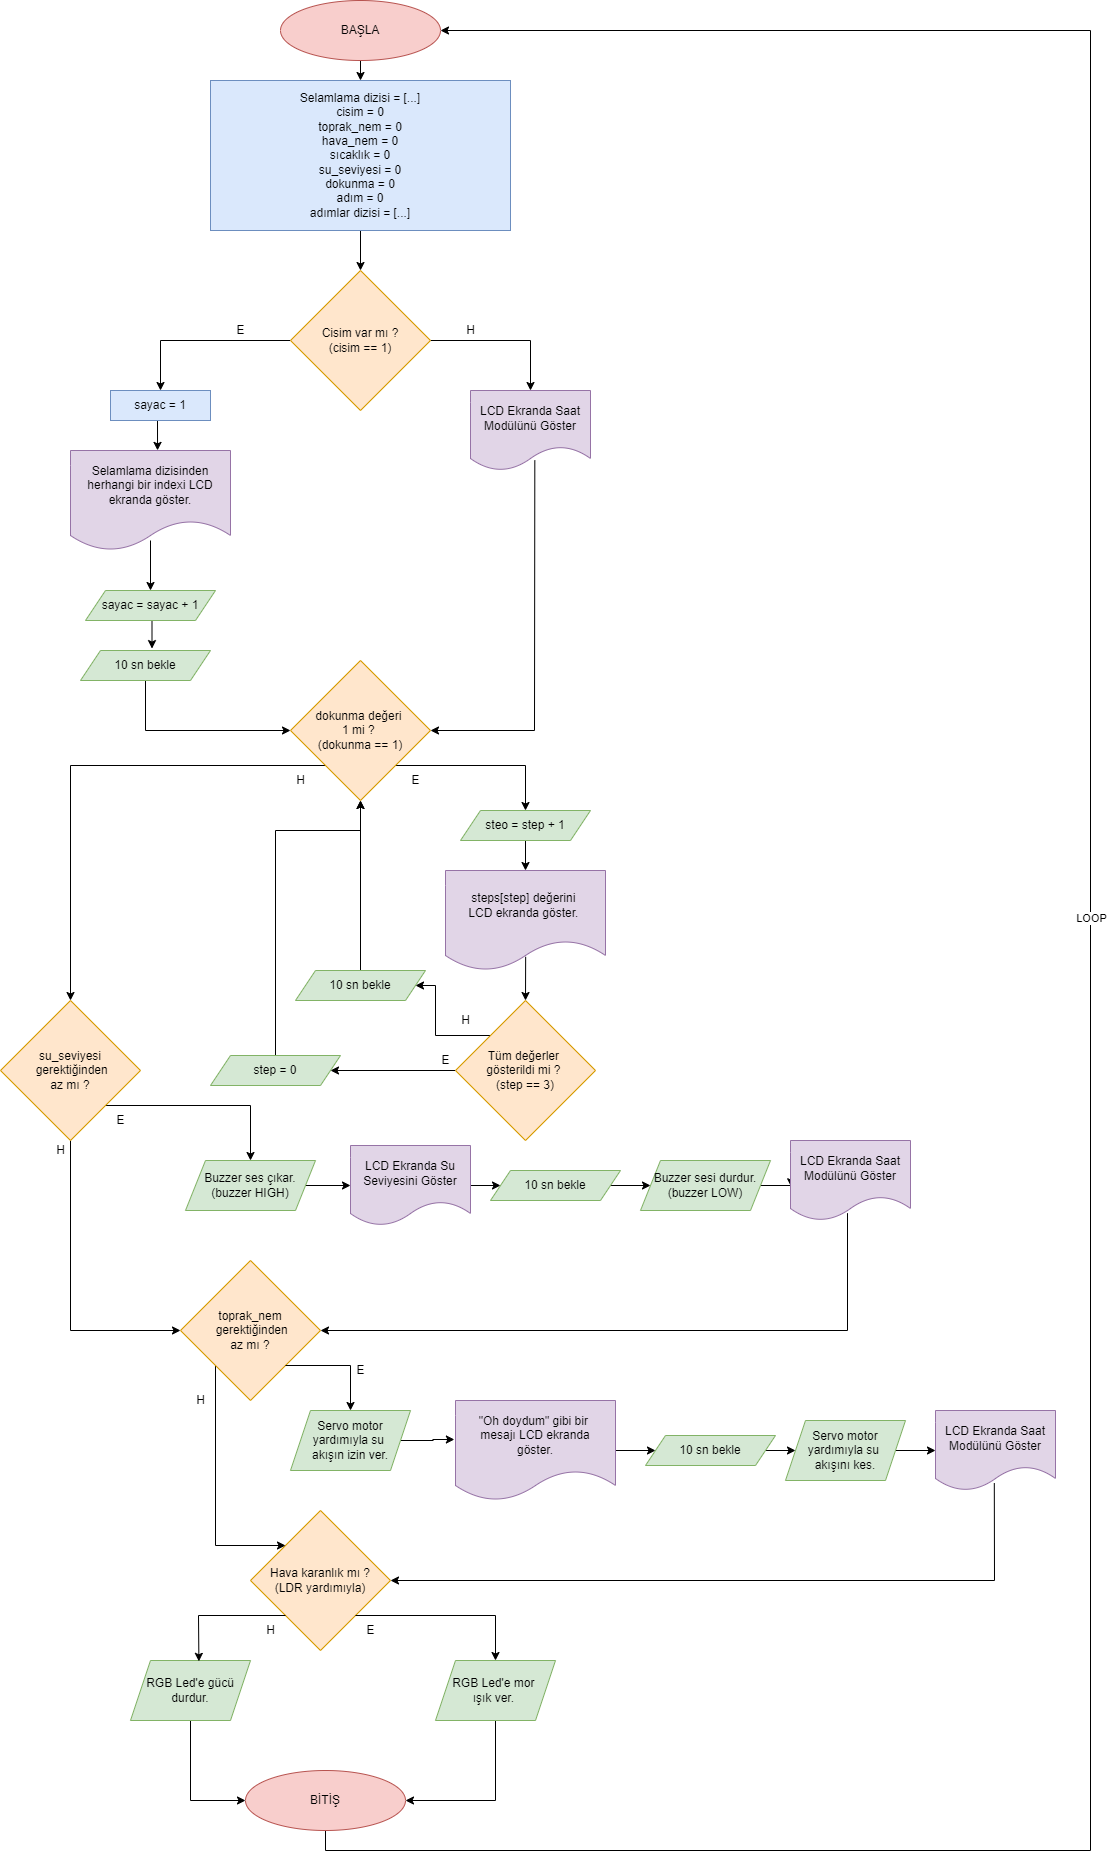 BAŞLA
Selamlama dizisi = [...]
cisim = 0
toprak_nem = 0
hava_nem = 0
sıcaklık = 0
su_seviyesi = 0
dokunma = 0
adım = 0
adımlar dizisi = [...]
Cisim var mı ?
(cisim == 1)
E
H
sayac = 1
LCD Ekranda Saat
Modülünü Göster
Selamlama dizisinden
herhangi bir indexi LCD
ekranda göster.
sayac = sayac + 1
10 sn bekle
dokunma değeri
1 mi ?
(dokunma == 1)
H
E
steo = step + 1
steps[step] değerini
LCD ekranda göster.
LOOP
10 sn bekle
H
Tüm değerler
gösterildi mi ?
(step == 3)
E
step = 0
su_seviyesi
gerektiğinden
az mı ?
E
H
Buzzer ses çıkar.
(buzzer HIGH)
LCD Ekranda Su
Seviyesini Göster
10 sn bekle
Buzzer sesi durdur.
(buzzer LOW)
LCD Ekranda Saat
Modülünü Göster
toprak_nem
gerektiğinden
az mı ?
E
H
Servo motor
yardımıyla su
akışın izin ver.
"Oh doydum" gibi bir
mesajı LCD ekranda
göster.
10 sn bekle
Servo motor
yardımıyla su
akışını kes.
LCD Ekranda Saat
Modülünü Göster
Hava karanlık mı ?
(LDR yardımıyla)
H
E
RGB Led'e gücü
durdur.
RGB Led'e mor
ışık ver.
BİTİŞ